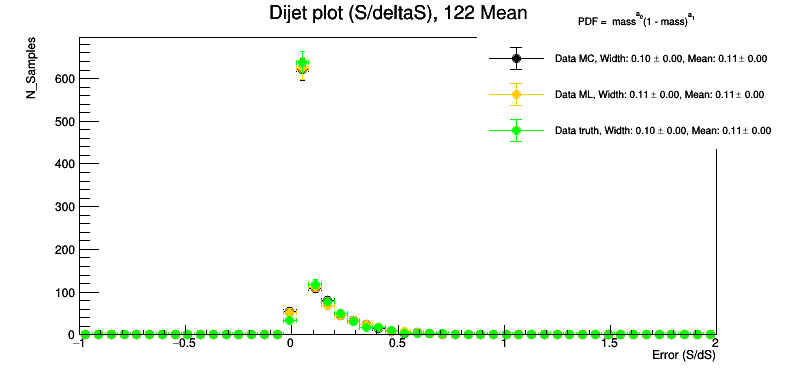 Dijet plot (S/deltaS), 122 Mean
PDF = mass^a0(1 - mass)^a1
N_Samples
Data MC, Width: 0.10 ± 0.00, Mean: 0.11± 0.00
Data ML, Width: 0.11 ± 0.00, Mean: 0.11± 0.00
Data truth, Width: 0.10 ± 0.00, Mean: 0.11± 0.00
600
500
400
300
200
100
0
−1 −0.5 0 0.5 1 1.5 2
Error (S/dS)